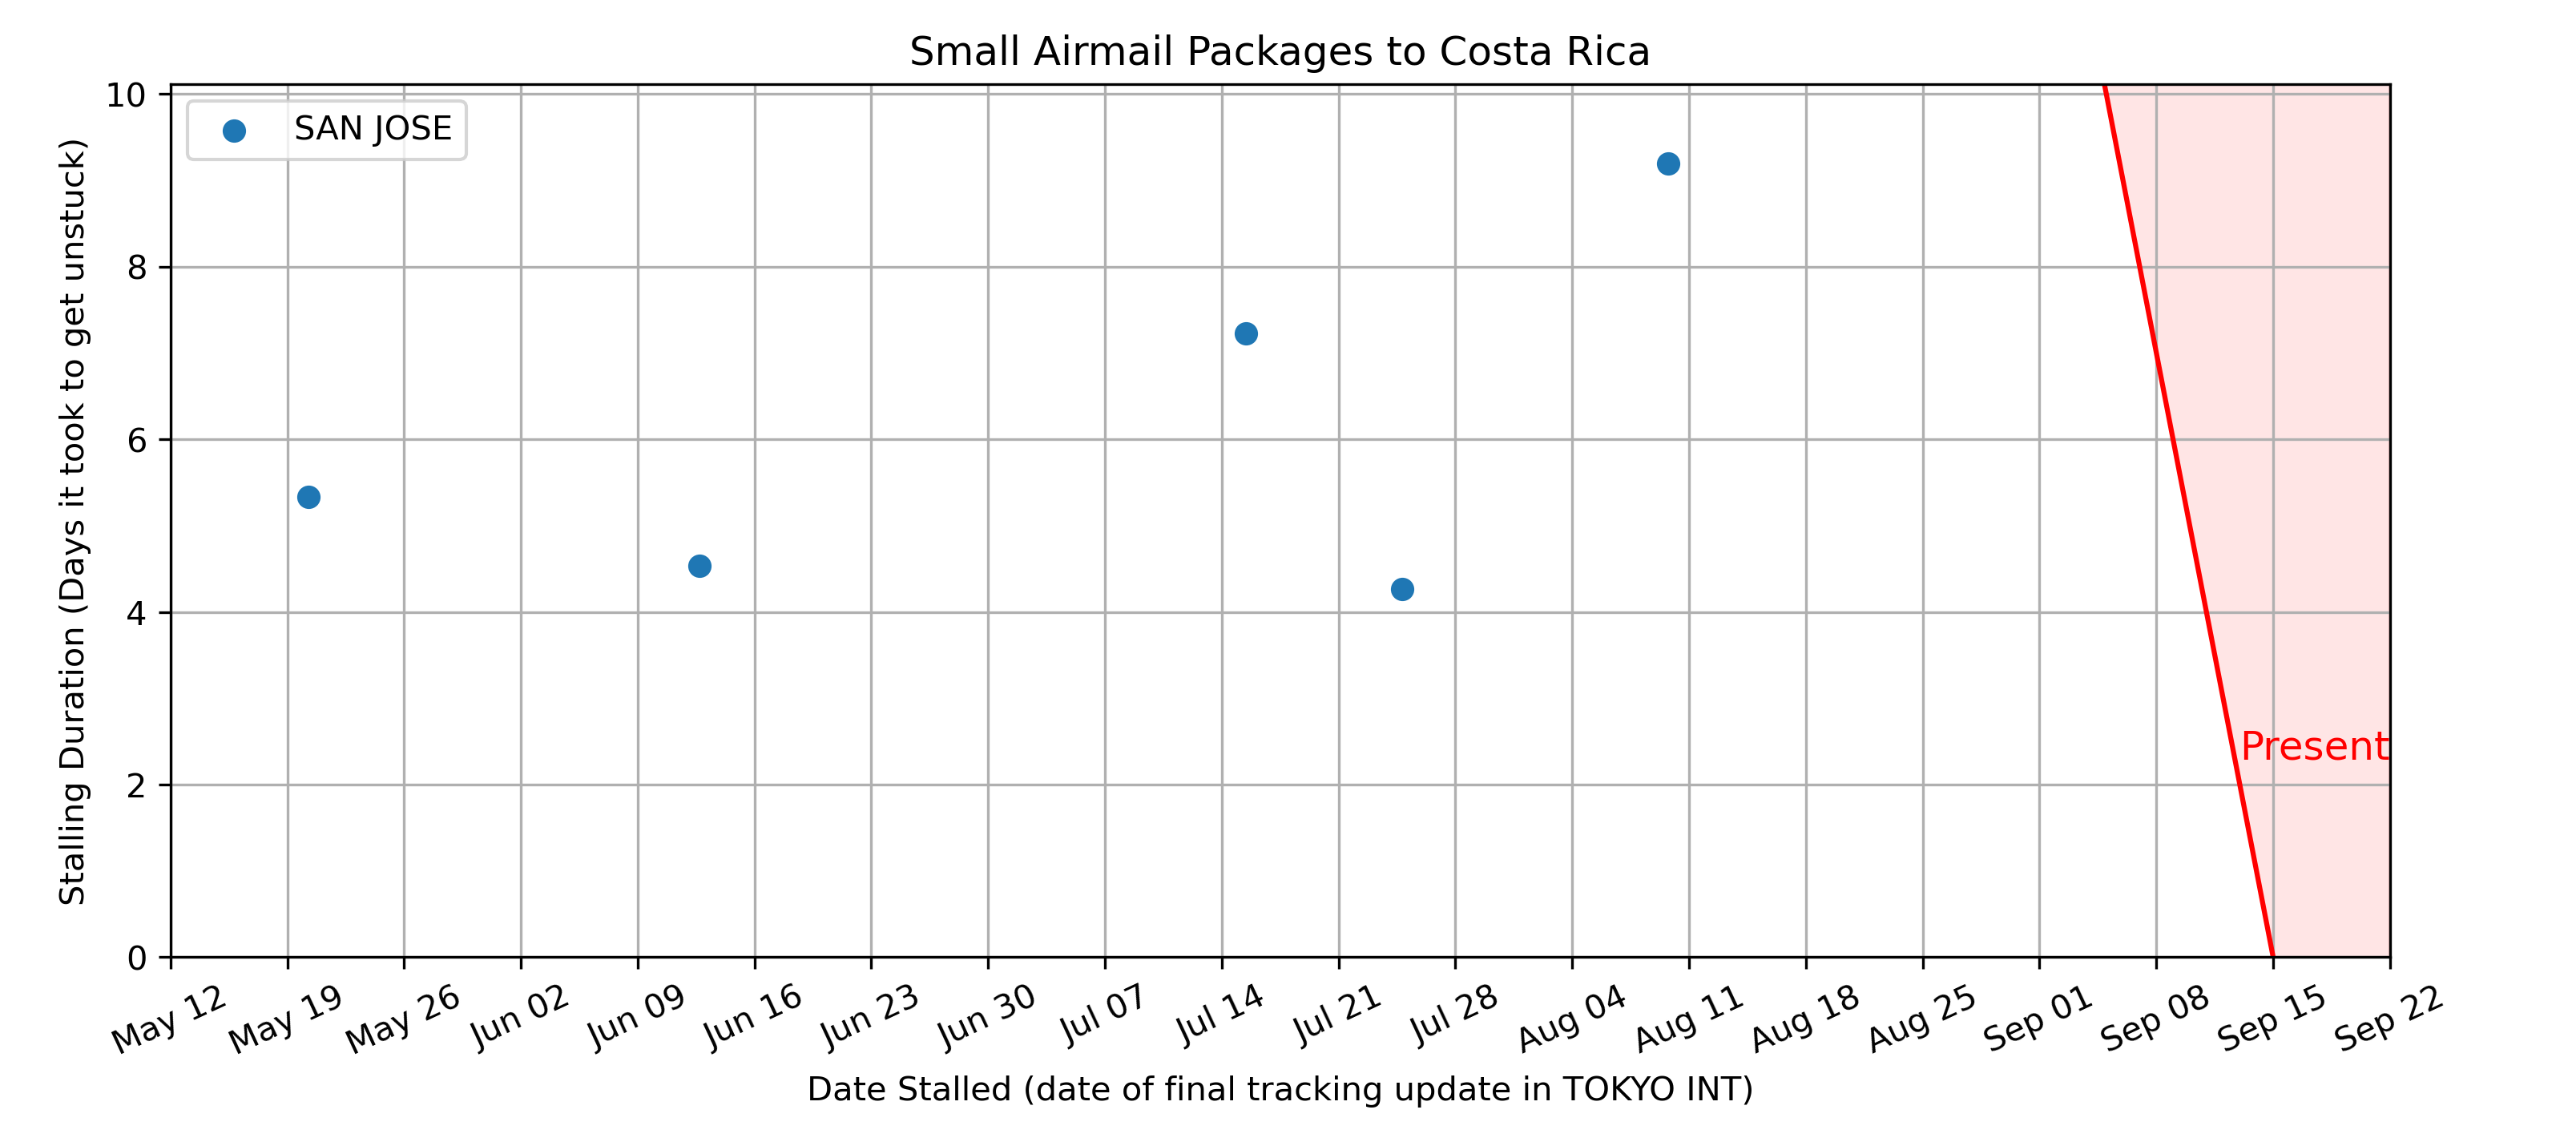 Small Airmail Packages to Costa Rica
SAN JOSE
Stalling Duration (Days it took to get unstuck)
10
8
6
4
2
0
Present
May 12
May 19
May 26
Jun 02
Jun 09
Jun 16
Jun 23
Jun 30
Jul 07
Jul 14
Jul 21
Jul 28
Aug 04
Aug 11
Aug 18
Aug 25
Sep 01
Sep 08
Sep 15
Sep 22
Date Stalled (date of final tracking update in TOKYO INT)